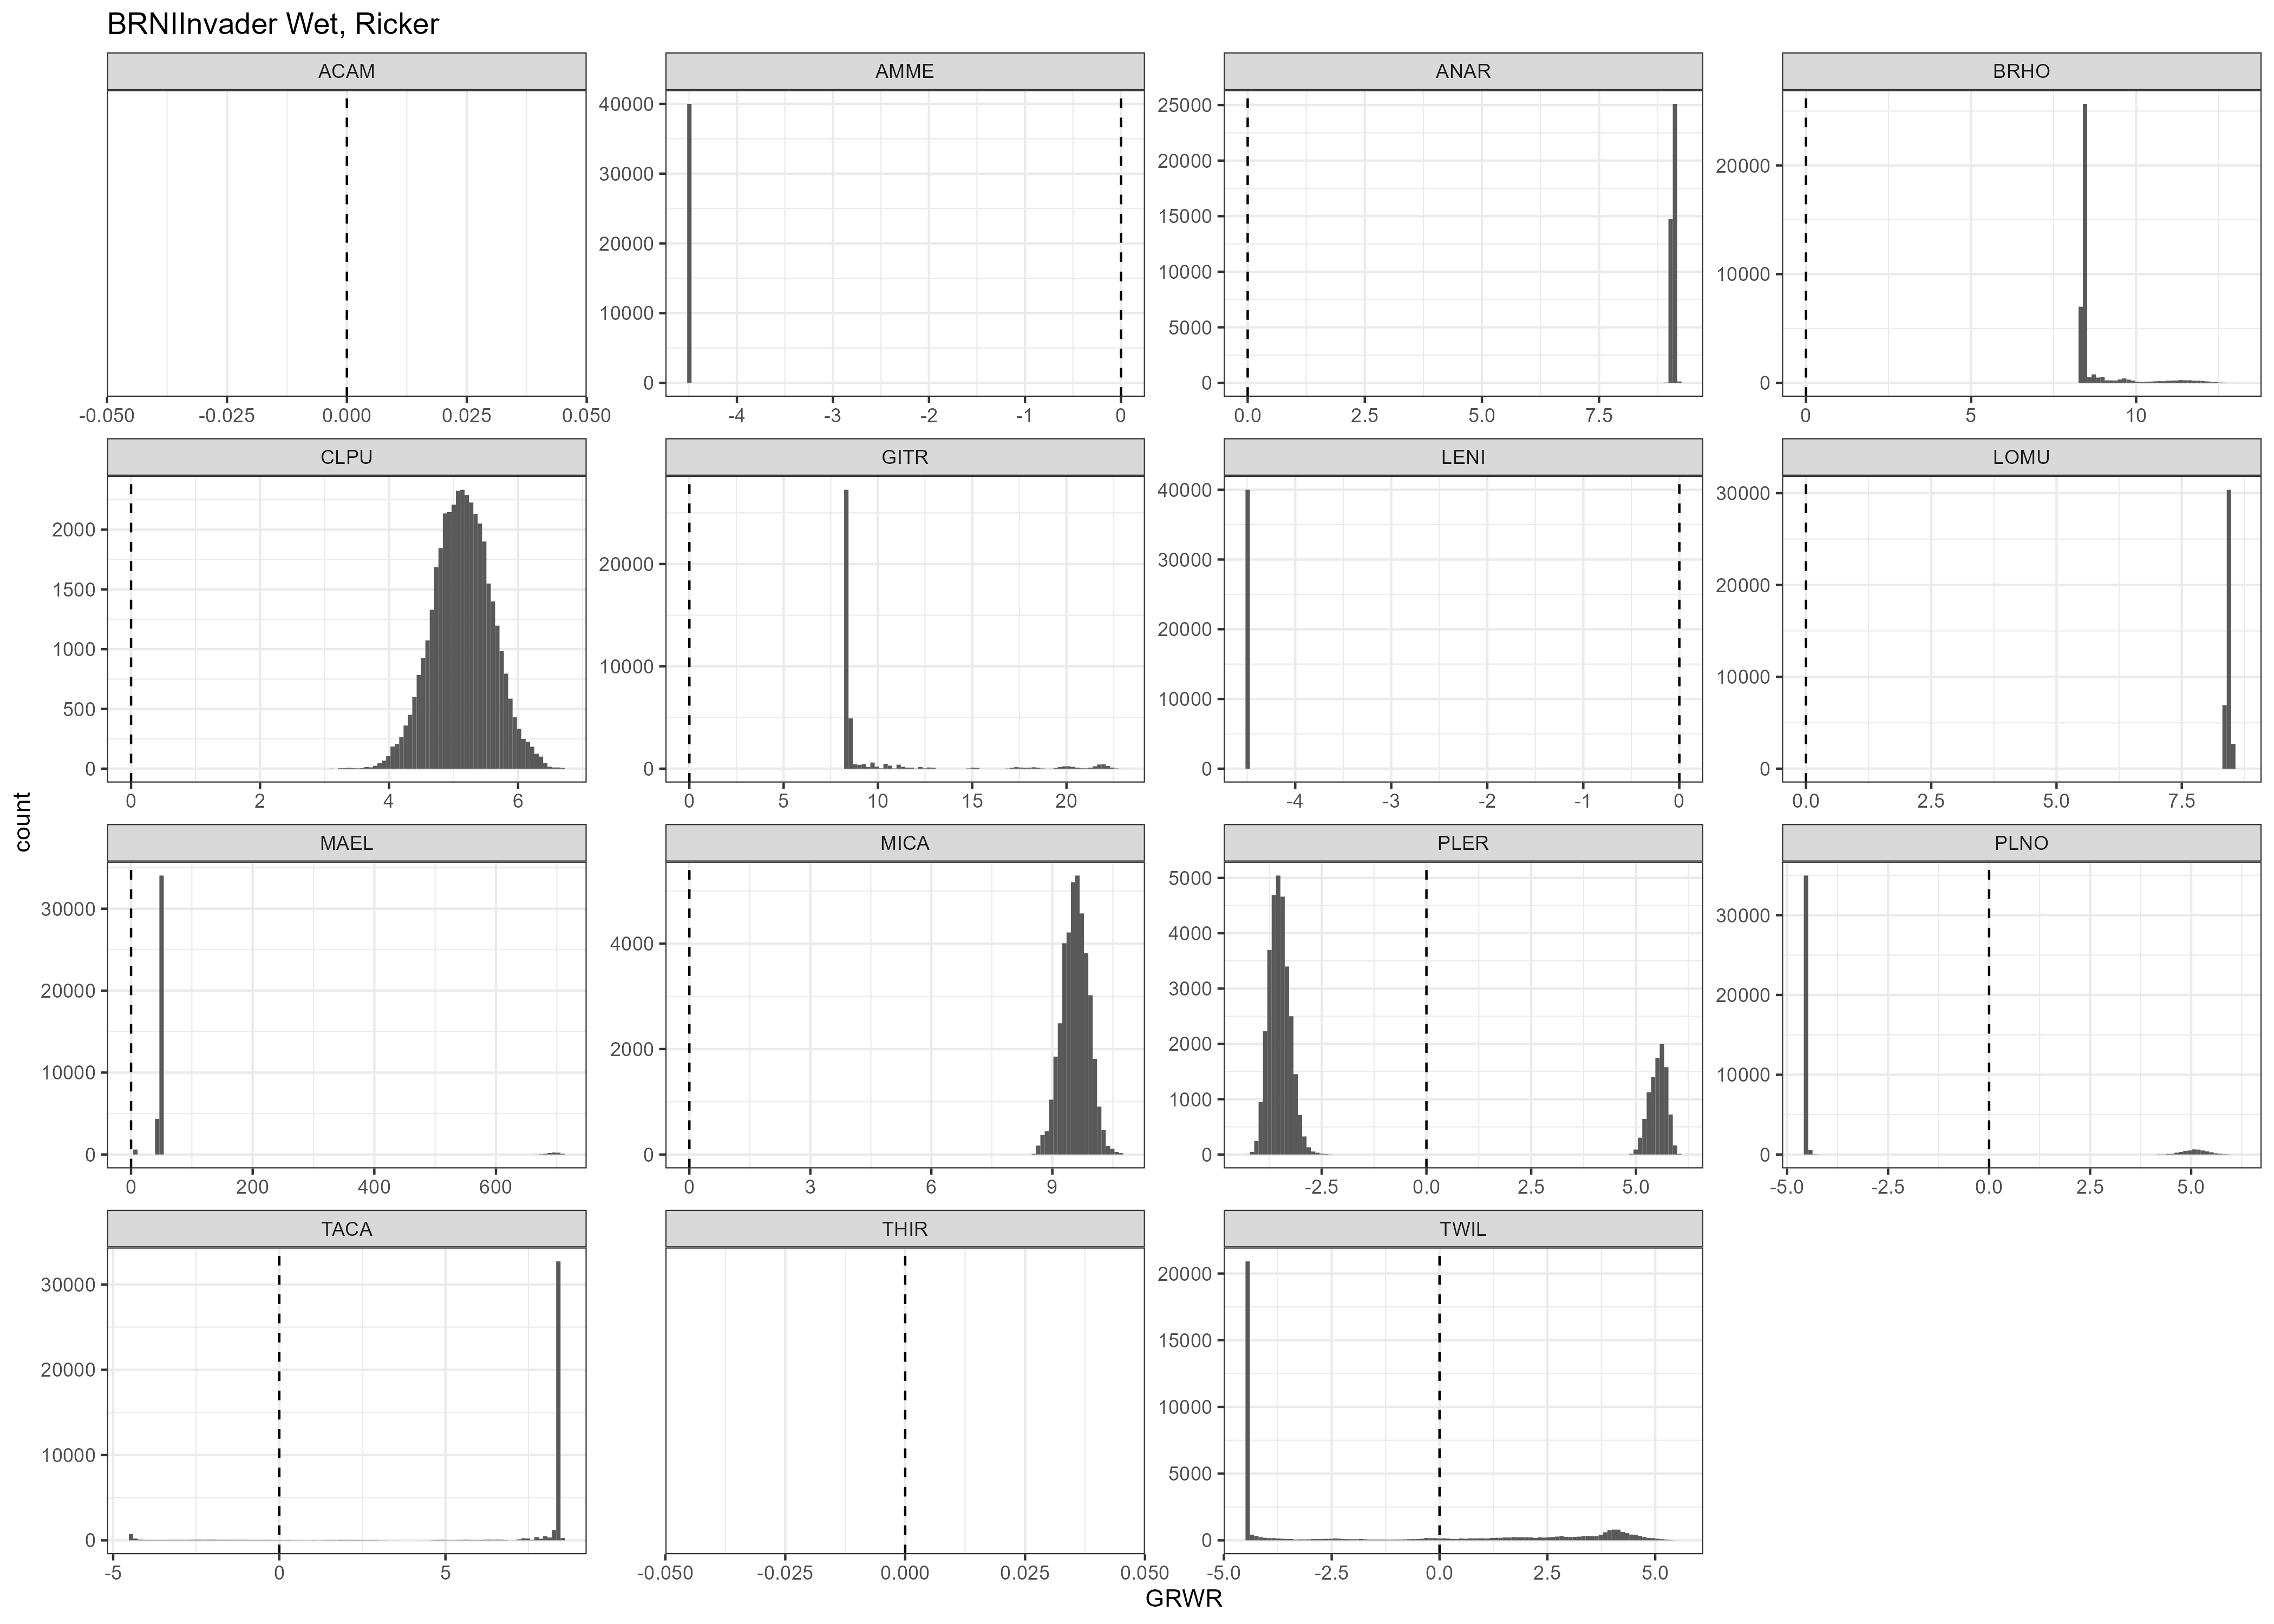 BRNIInvader Wet, Ricker
ACAM
AMME
ANAR
BRHO
-0.050 -0.025 0.000 0.025 0.050
40000
30000
20000
10000
0
-4 -3 -2 -1 0
25000
20000
15000
10000
5000
0
0.0 2.5 5.0 7.5
20000
10000
0
0 5 10
CLPU
GITR
LENI
LOMU
2000
1500
1000
500
0
0 2 4 6
20000
10000
0
0 5 10 15 20
40000
30000
20000
10000
0
-4 -3 -2 -1 0
30000
20000
10000
0
0.0 2.5 5.0 7.5
count
MAEL
MICA
PLER
PLNO
30000
20000
10000
0
0 200 400 600
4000
2000
0
0 3 6 9
5000
4000
3000
2000
1000
0
-2.5 0.0 2.5 5.0
30000
20000
10000
0
-5.0 -2.5 0.0 2.5 5.0
TACA
THIR
TWIL
30000
20000
10000
0
-5 0 5
-0.050 -0.025 0.000 0.025 0.050
20000
15000
10000
5000
0
-5.0 -2.5 0.0 2.5 5.0
GRWR